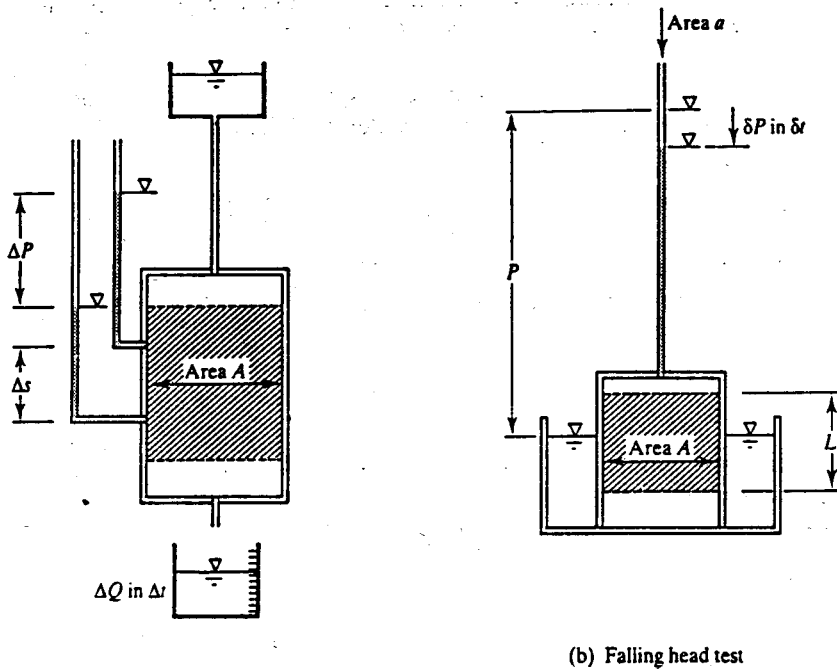 Area a
δP in δt
ΔP
P
Δs
Area A
Area A
L
ΔQ in Δt
(b) Falling head test